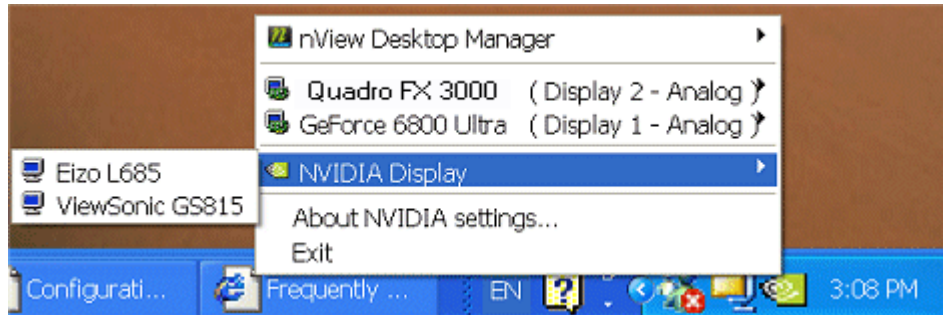 nView Desktop Manager
Quadro FX 3000 ( Display 2 - Analog )
GeForce 6800 Ultra ( Display 1 - Analog )
NVIDIA Display
Eizo L685
ViewSonic GS815
About NVIDIA settings...
Exit
Configurati... Frequently ... EN 3:08 PM